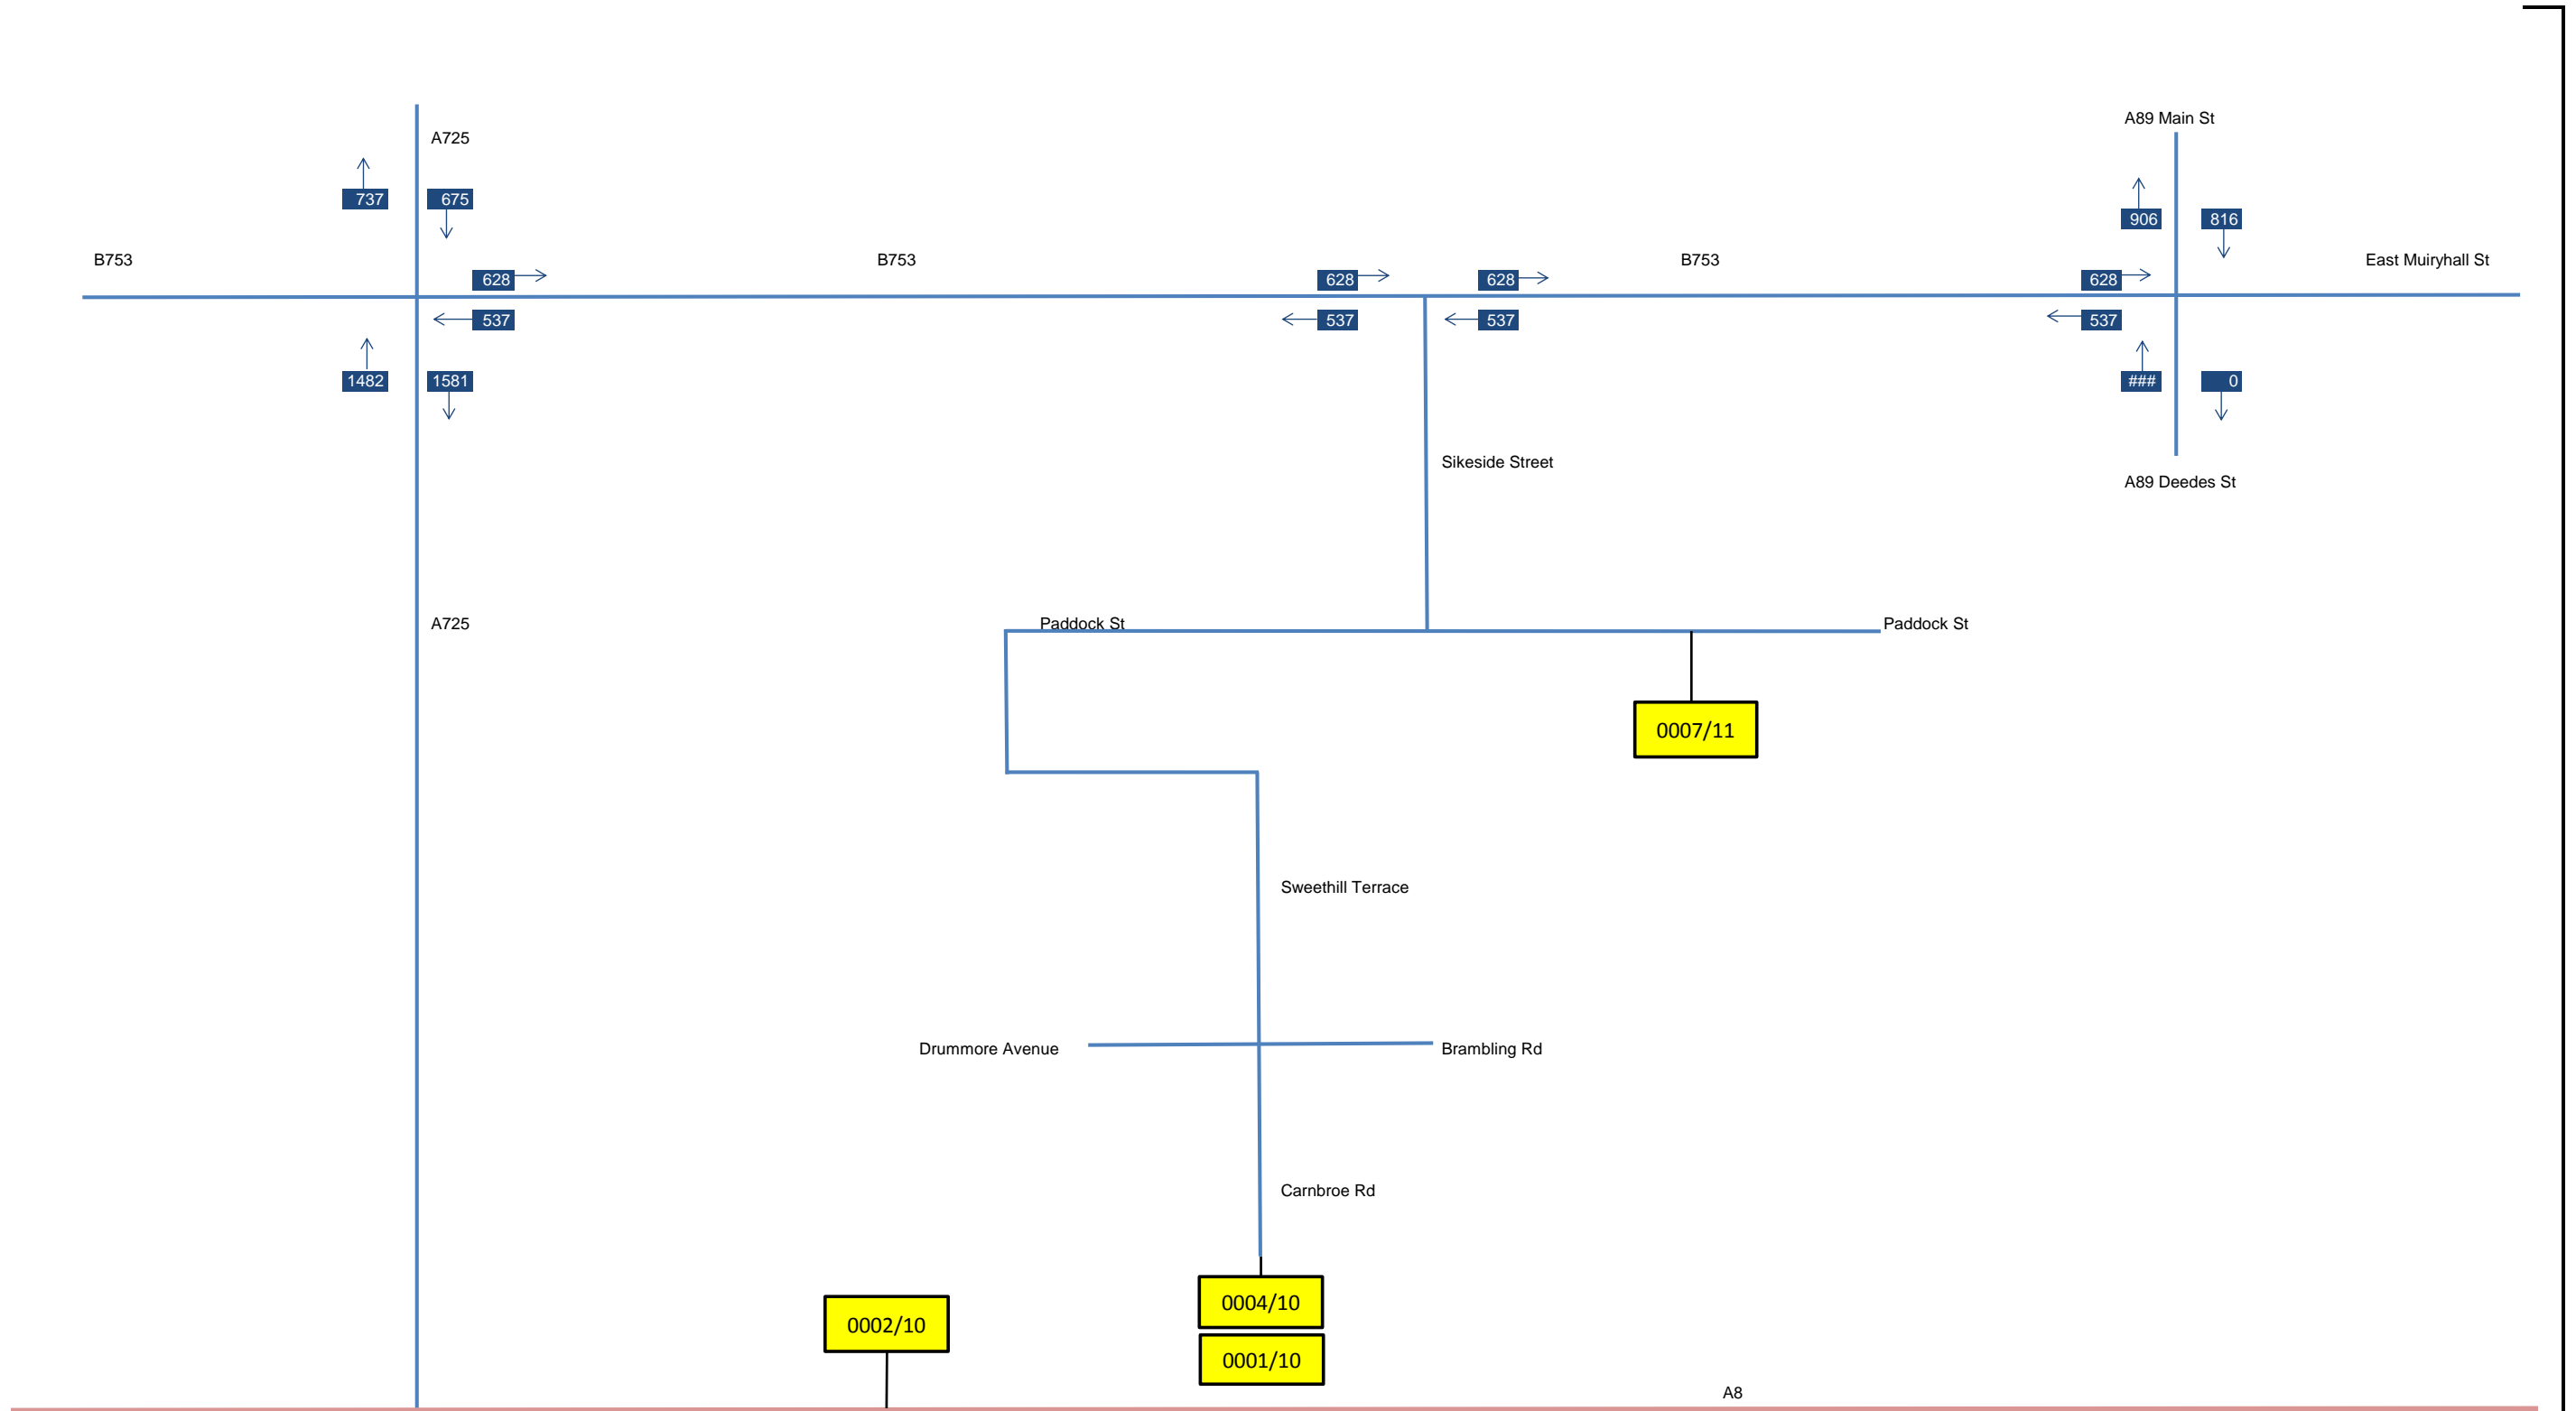 A89 Main St
A725
737
675
906
816
B753
B753
B753
East Muiryhall St
628
628
628
628
537
537
537
537
1482
1581
###
0
Sikeside Street
A89 Deedes St
A725
Paddock St
Paddock St
0007/11
Sweethill Terrace
Drummore Avenue
Brambling Rd
Carnbroe Rd
0004/10
0002/10
0001/10
A8